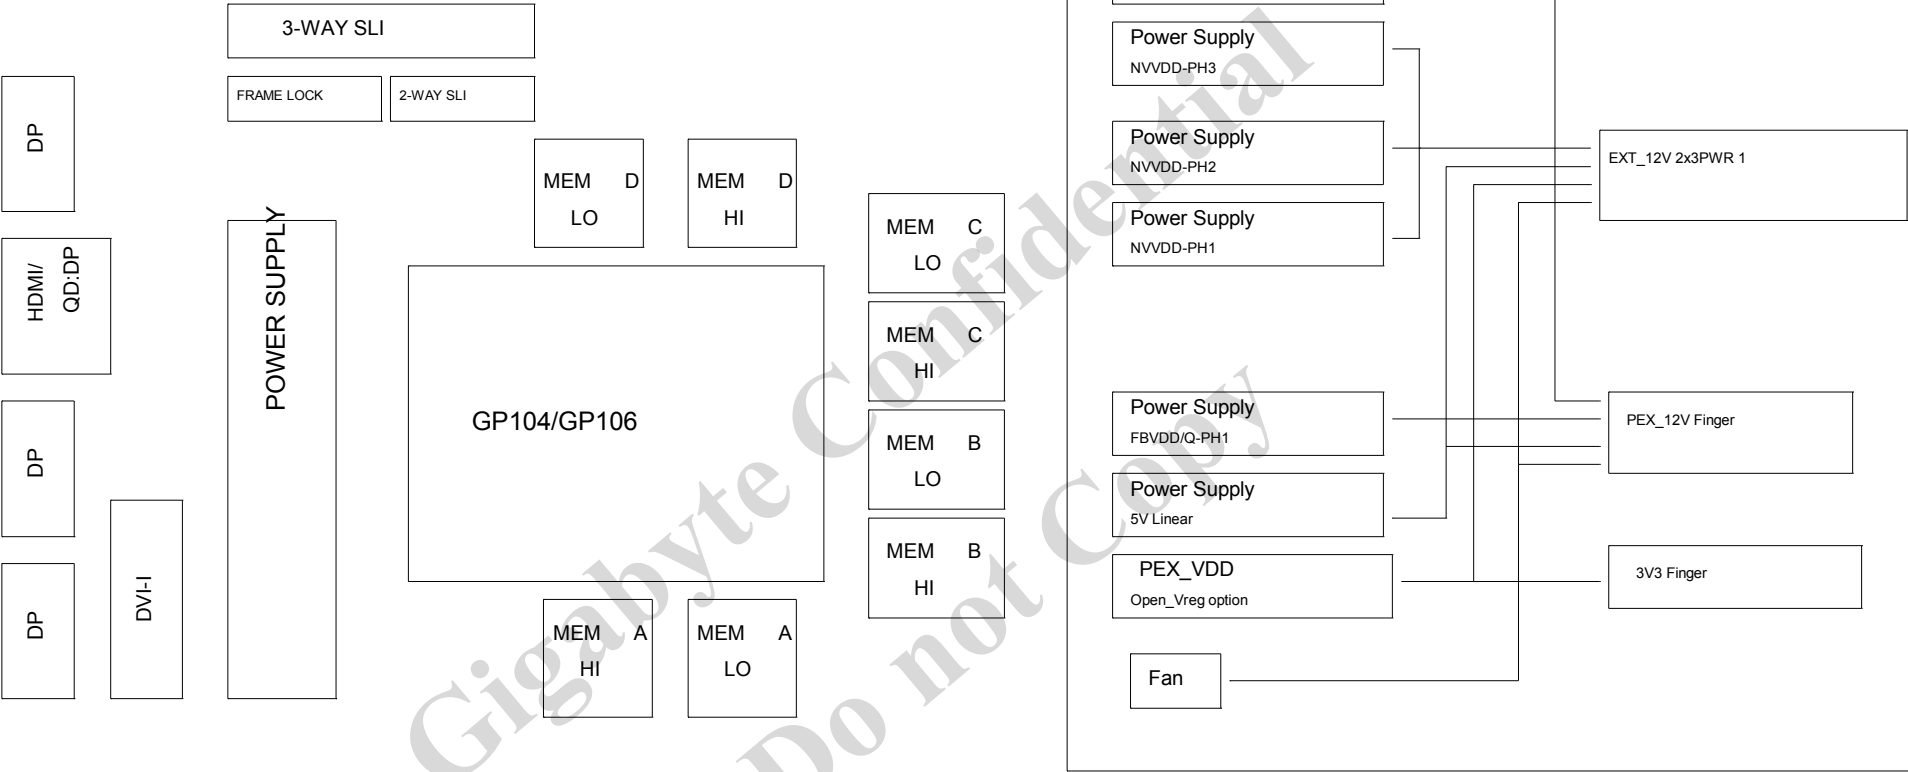 3-WAY SLI
FRAME LOCK
2-WAY SLI
DP
HDMI/
QD:DP
DP
DP
DVI-I
POWER SUPPLY
MEM D
LO
MEM D
HI
MEM C
LO
MEM C
HI
MEM B
LO
MEM B
HI
GP104/GP106
MEM A
HI
MEM A
LO
Power Supply
NVVDD-PH3
Power Supply
NVVDD-PH2
Power Supply
NVVDD-PH1
Power Supply
FBVDD/Q-PH1
Power Supply
5V Linear
PEX_VDD
Open_Vreg option
Fan
EXT_12V 2x3PWR 1
PEX_12V Finger
3V3 Finger
Gigabyte Confidential
Do not Copy